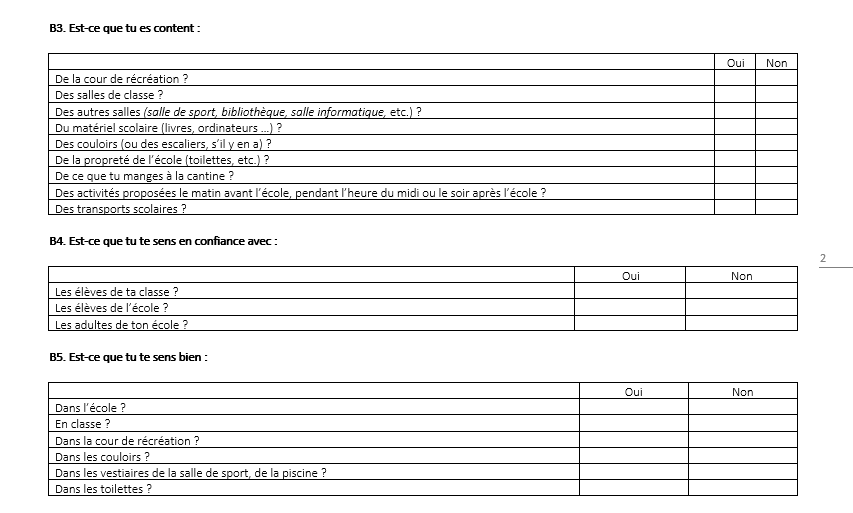 B3. Est-ce que tu es content :
Oui Non
De la cour de récréation ?
Des salles de classe ?
Des autres salles (salle de sport, bibliothèque, salle informatique, etc.) ?
Du matériel scolaire (livres, ordinateurs ...) ?
Des couloirs (ou des escaliers, s'il y en a) ?
De la propreté de l'école (toilettes, etc.) ?
De ce que tu manges à la cantine ?
Des activités proposées le matin avant l'école, pendant l'heure du midi ou le soir après l'école ?
Des transports scolaires ?
B4. Est-ce que tu te sens en confiance avec :
2
Oui Non
Les élèves de ta classe ?
Les élèves de l'école ?
Les adultes de ton école ?
B5. Est-ce que tu te sens bien :
Oui Non
Dans l'école ?
En classe ?
Dans la cour de récréation ?
Dans les couloirs ?
Dans les vestiaires de la salle de sport, de la piscine ?
Dans les toilettes ?